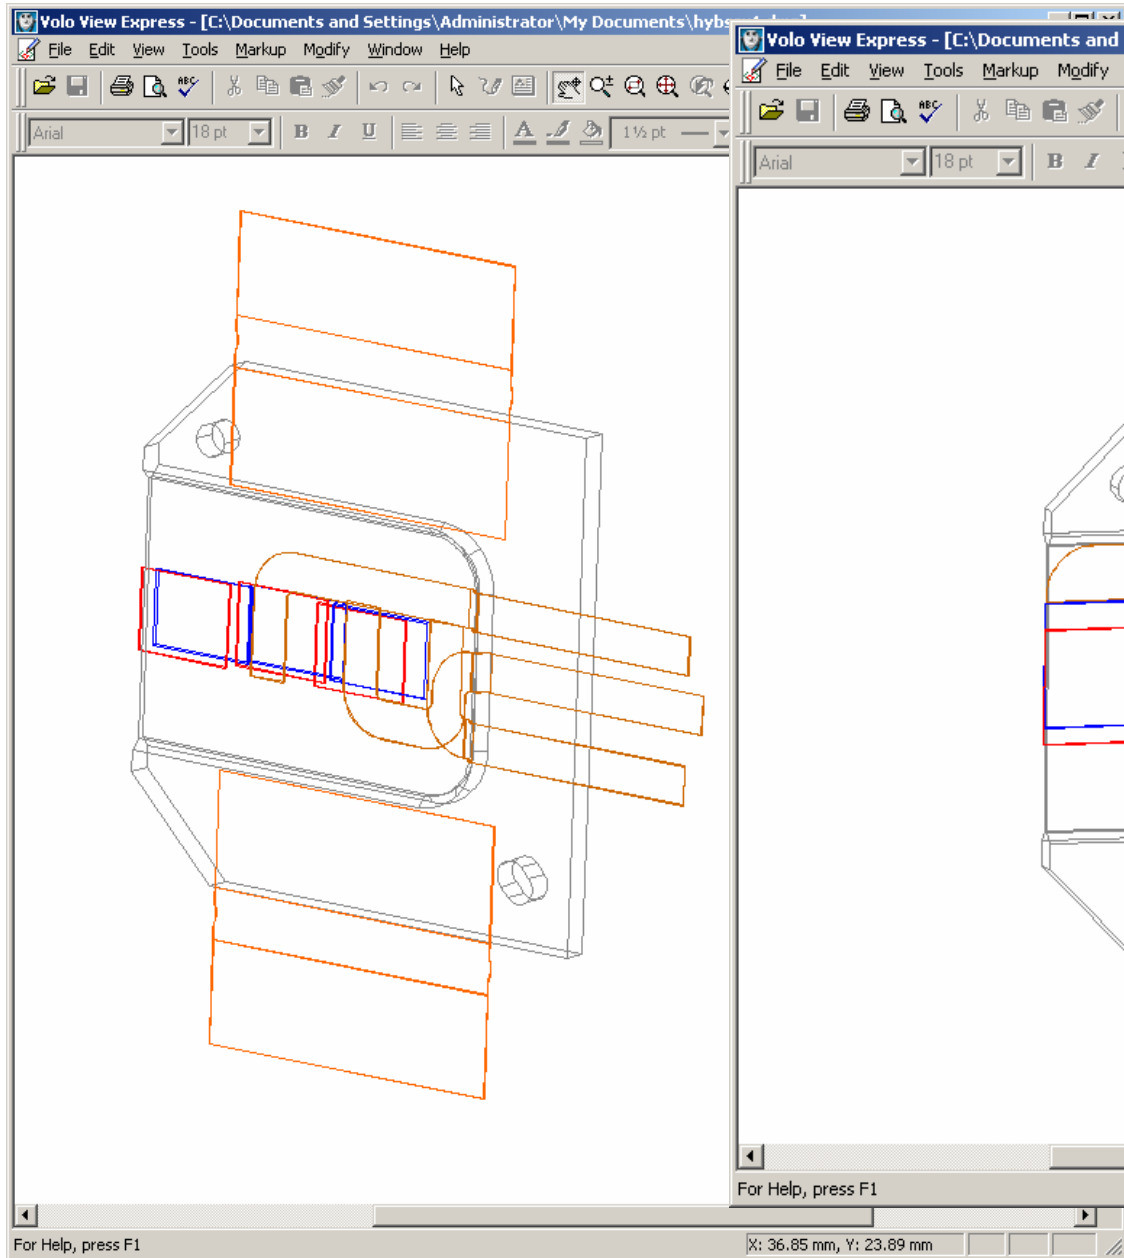 Volo View Express - [C:\Documents and Settings\Administrator\My Documents\hybs
File Edit View Tools Markup Modify Window Help
ABC
Arial 18 pt B I U A 1½ pt
Volo View Express - [C:\Documents and
File Edit View Tools Markup Modify
ABC
Arial 18 pt B I
For Help, press F1
For Help, press F1
X: 36.85 mm, Y: 23.89 mm